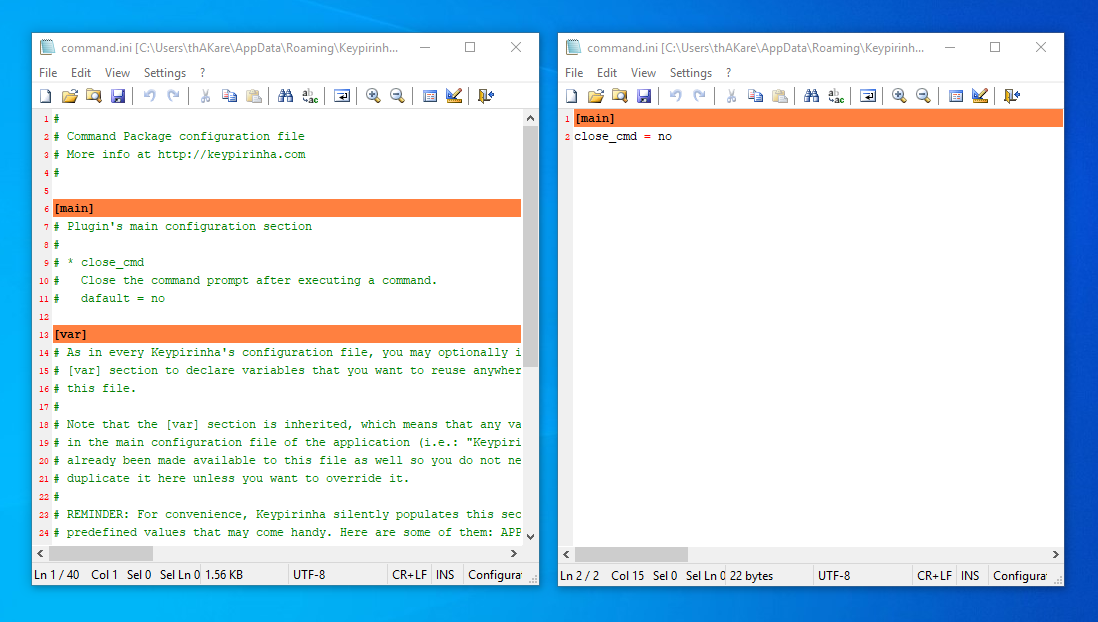 command.ini [C:\Users\thAKare\AppData\Roaming\Keypirinh...
File Edit View Settings ?
1 #
2 # Command Package configuration file
3 # More info at http://keypirinha.com
4 #
5
6 [main]
7 # Plugin's main configuration section
8 #
9 # * close_cmd
10 #   Close the command prompt after executing a command.
11 #   dafault = no
12
13 [var]
14 # As in every Keypirinha's configuration file, you may optionally i
15 # [var] section to declare variables that you want to reuse anywher
16 # this file.
17 #
18 # Note that the [var] section is inherited, which means that any va
19 # in the main configuration file of the application (i.e.: "Keypiri
20 # already been made available to this file as well so you do not ne
21 # duplicate it here unless you want to override it.
22 #
23 # REMINDER: For convenience, Keypirinha silently populates this sec
24 # predefined values that may come handy. Here are some of them: APP
Ln 1 / 40 Col 1 Sel 0 Sel Ln 0 1.56 KB UTF-8 CR+LF INS Configura
command.ini [C:\Users\thAKare\AppData\Roaming\Keypirinh...
File Edit View Settings ?
1 [main]
2 close_cmd = no
Ln 2 / 2 Col 15 Sel 0 Sel Ln 0 22 bytes UTF-8 CR+LF INS Configura